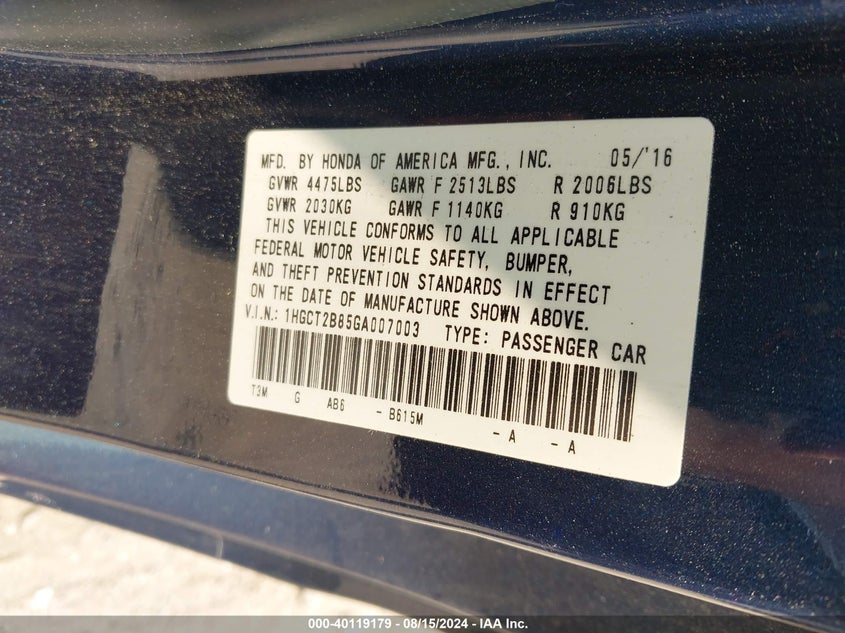 MFD. BY HONDA OF AMERICA MFG., INC. 05/'16
GVWR 4475LBS GAWR F 2513LBS R 2006LBS
GVWR 2030KG GAWR F 1140KG R 910KG
THIS VEHICLE CONFORMS TO ALL APPLICABLE
FEDERAL MOTOR VEHICLE SAFETY, BUMPER,
AND THEFT PREVENTION STANDARDS IN EFFECT
ON THE DATE OF MANUFACTURE SHOWN ABOVE.
V.I.N.: 1HGCT2B85GA007003 TYPE: PASSENGER CAR
T3M G AB6 - B615M - A - A
000-40119179 - 08/15/2024 - IAA Inc.